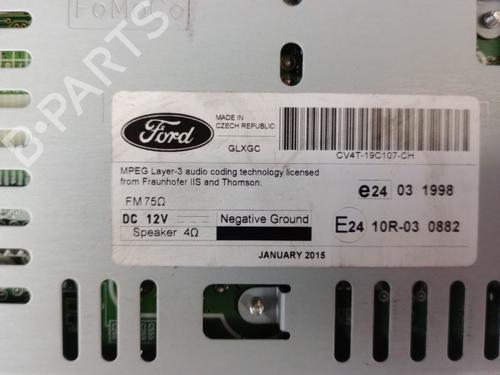 FoMoCo
Ford
MADE IN
CZECH REPUBLIC
GLXGC
CV4T-19C107-CH
MPEG Layer-3 audio coding technology licensed
from Fraunhofer IIS and Thomson.
e24 03 1998
FM 75Ω
DC 12V
Negative Ground
Speaker 4Ω
E24 10R-03 0882
JANUARY 2015
B-PARTS